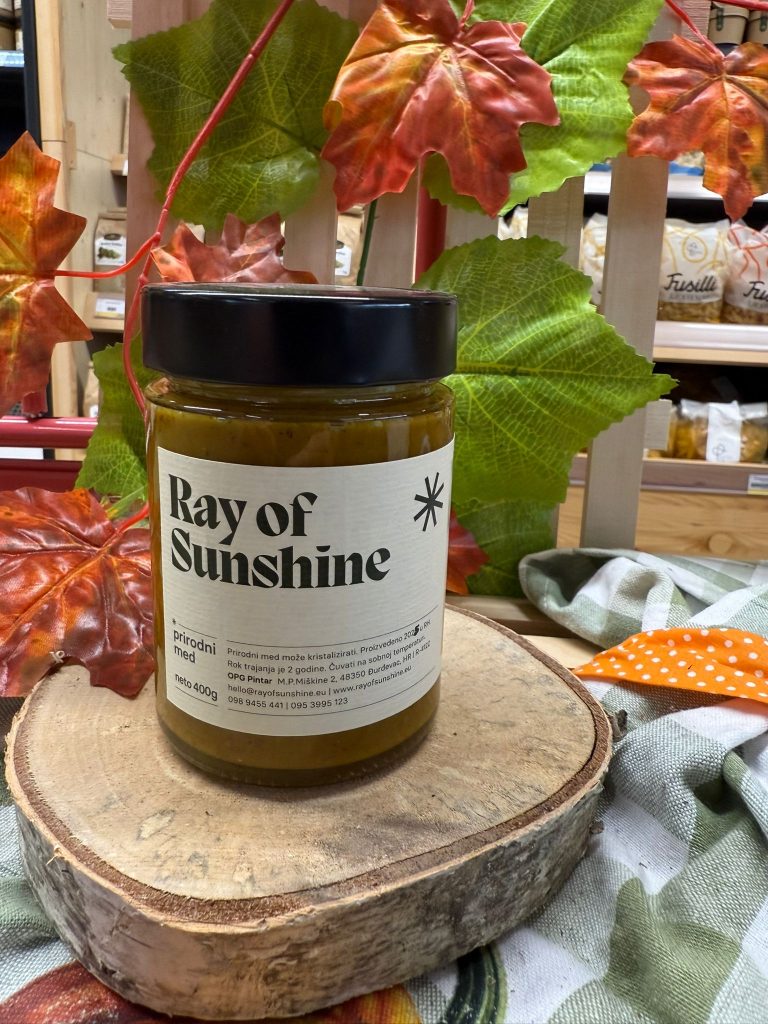 Ray of
Sunshine
*
prirodni
med
neto 400g
Prirodni med može kristalizirati. Proizvedeno 2025 u RH.
Rok trajanja je 2 godine. Čuvati na sobnoj temperaturi.
OPG Pintar M.P.Miškine 2, 48350 Đurđevac, HR | R-4122
hello@rayofsunshine.eu | www.rayofsunshine.eu
098 9455 441 | 095 3995 123
Fusilli